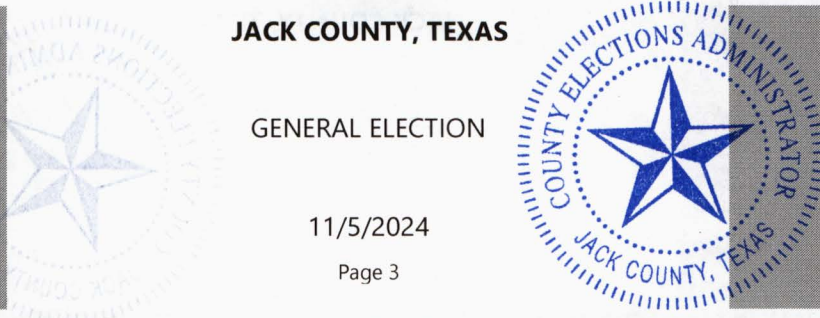 JACK COUNTY, TEXAS
GENERAL ELECTION
11/5/2024
Page 3
COUNTY ELECTIONS ADMINISTRATOR
JACK COUNTY, TEXAS